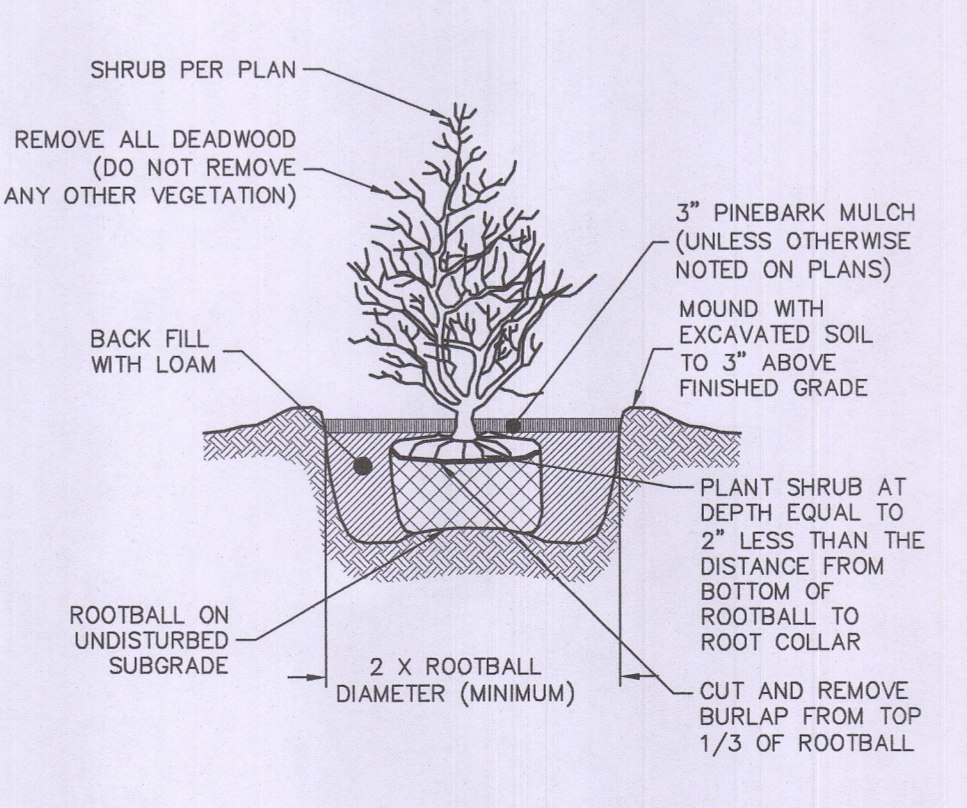 SHRUB PER PLAN
REMOVE ALL DEADWOOD
(DO NOT REMOVE
ANY OTHER VEGETATION)
3" PINEBARK MULCH
(UNLESS OTHERWISE
NOTED ON PLANS)
MOUND WITH
EXCAVATED SOIL
TO 3" ABOVE
FINISHED GRADE
BACK FILL
WITH LOAM
PLANT SHRUB AT
DEPTH EQUAL TO
2" LESS THAN THE
DISTANCE FROM
BOTTOM OF
ROOTBALL TO
ROOT COLLAR
ROOTBALL ON
UNDISTURBED
SUBGRADE
2 X ROOTBALL
DIAMETER (MINIMUM)
CUT AND REMOVE
BURLAP FROM TOP
1/3 OF ROOTBALL